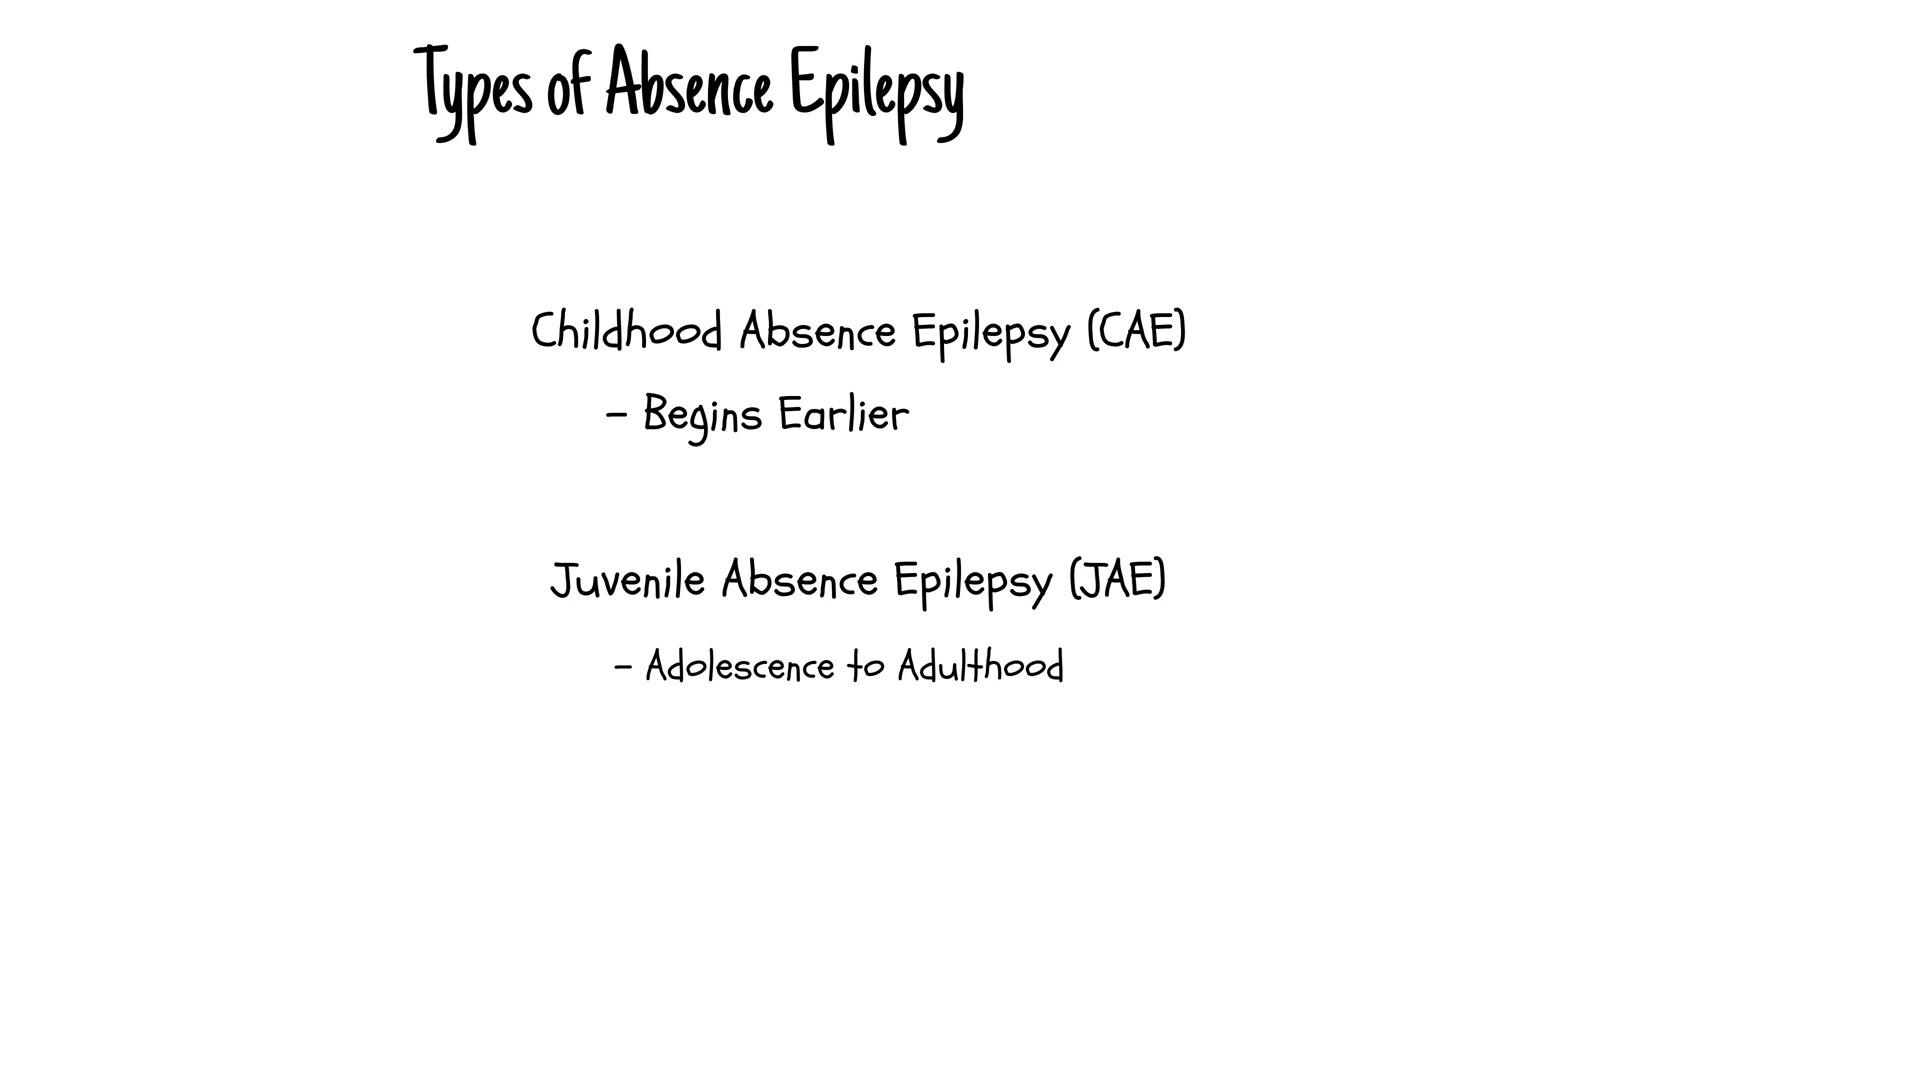 Types of Absence Epilepsy
Childhood Absence Epilepsy (CAE)
- Begins Earlier
Juvenile Absence Epilepsy (JAE)
- Adolescence to Adulthood